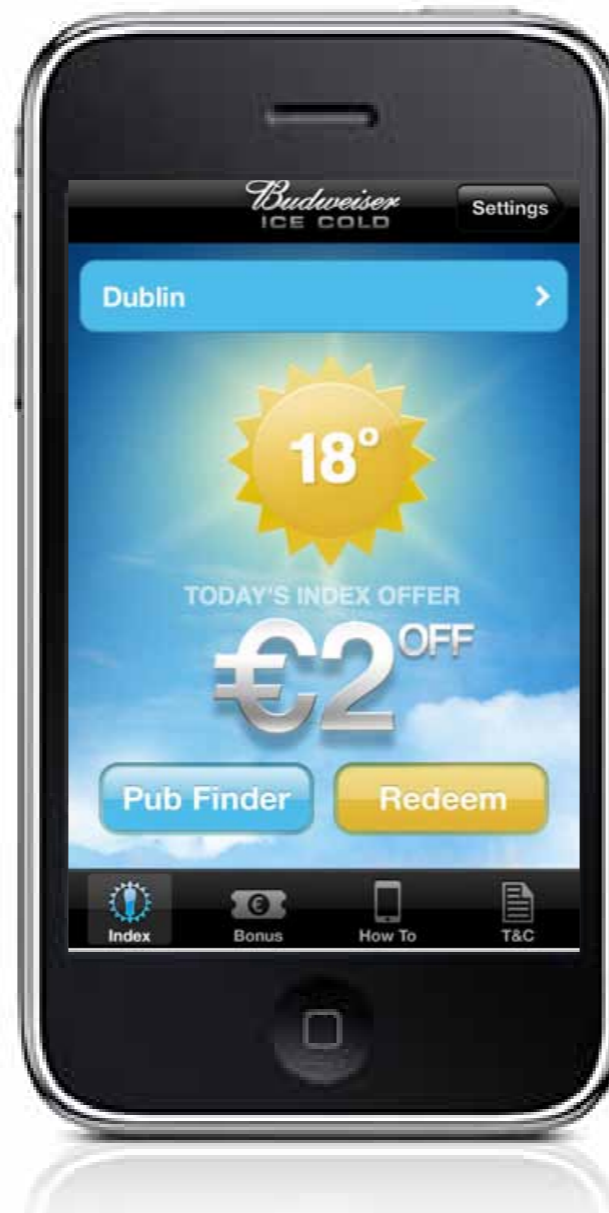 Budweiser
ICE COLD
Settings
Dublin
18°
TODAY'S INDEX OFFER
€2 OFF
Pub Finder
Redeem
Index
Bonus
How To
T&C